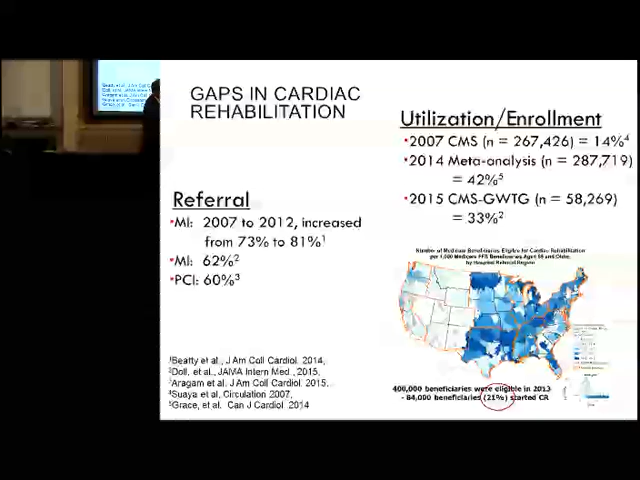 GAPS IN CARDIAC
REHABILITATION
Referral
•MI: 2007 to 2012, increased
from 73% to 81%¹
•MI: 62%²
•PCI: 60%³
Utilization/Enrollment
•2007 CMS (n = 267,426) = 14%⁴
•2014 Meta-analysis (n = 287,719)
= 42%⁵
•2015 CMS-GWTG (n = 58,269)
= 33%²
Number of Medicare Beneficiaries Eligible for Cardiac Rehabilitation
per 1,000 Medicare FFS Beneficiaries Aged 65 and Older,
by Hospital Referral Region
400,000 beneficiaries were eligible in 2013
- 84,000 beneficiaries (21%) started CR
¹Beatty et al., J Am Coll Cardiol. 2014,
²Doll, et al., JAMA Intern Med., 2015,
³Aragam et al. J Am Coll Cardiol. 2015,
⁴Suaya et al, Circulation 2007,
⁵Grace, et al. Can J Cardiol. 2014